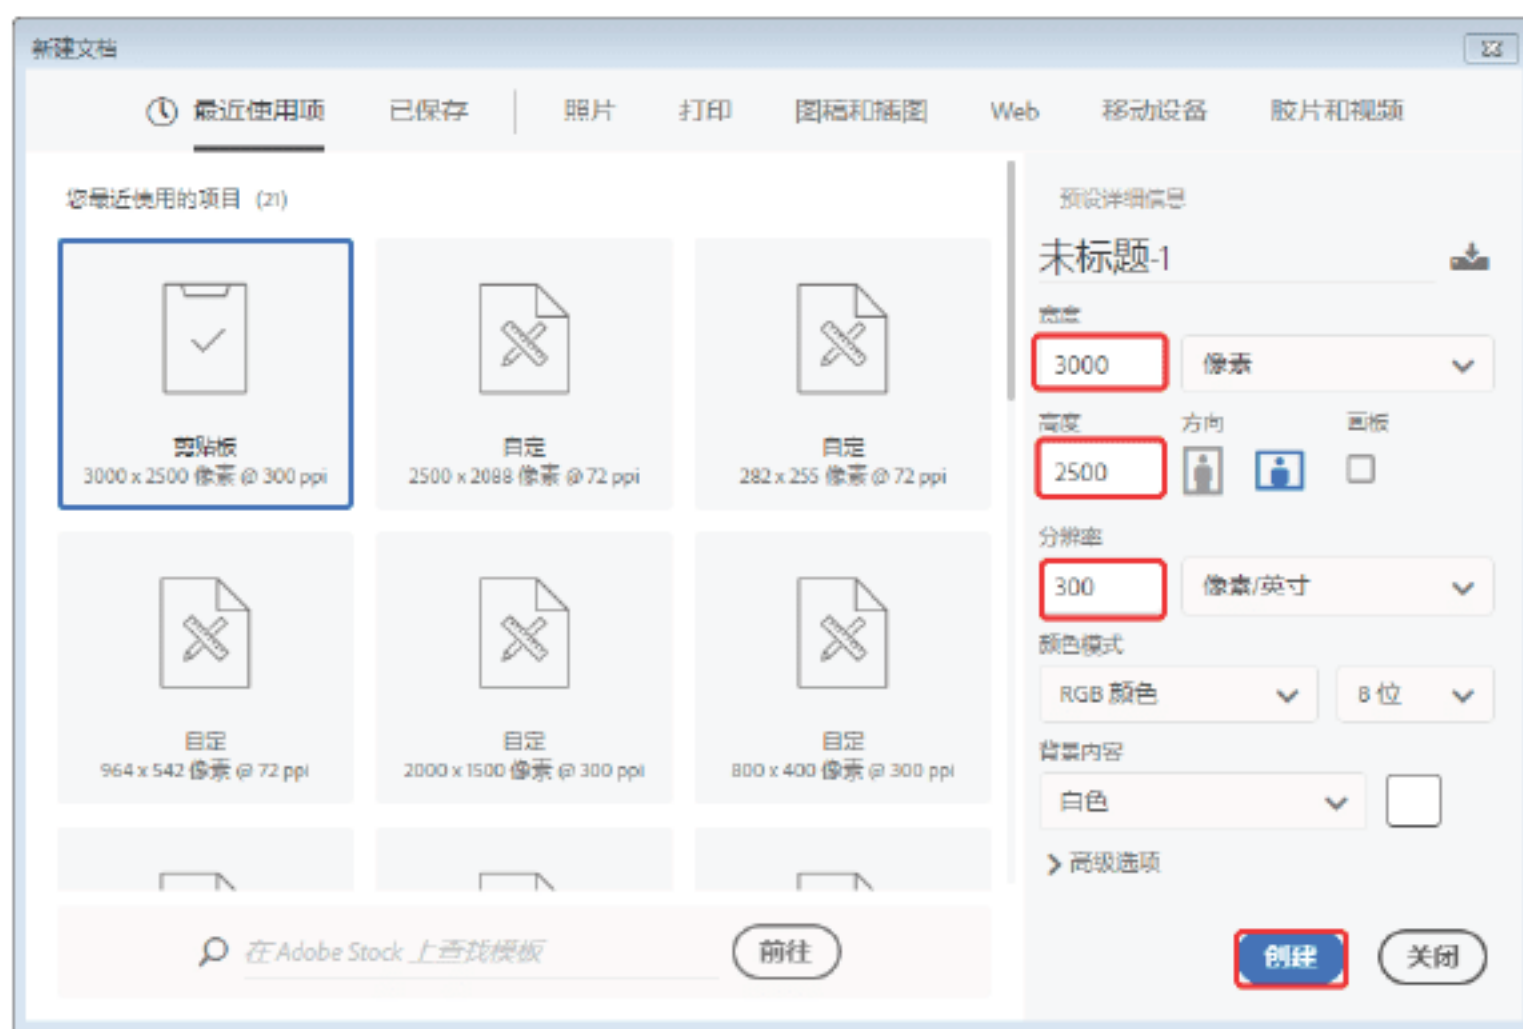 新建文档
最近使用项 已保存 照片 打印 图稿和插图 Web 移动设备 胶片和视频
您最近使用的项目 (21)
剪贴板
3000 x 2500 像素 @ 300 ppi
自定
2500 x 2088 像素 @ 72 ppi
自定
282 x 255 像素 @ 72 ppi
自定
964 x 542 像素 @ 72 ppi
自定
2000 x 1500 像素 @ 300 ppi
自定
800 x 400 像素 @ 300 ppi
在 Adobe Stock 上查找模板 前往
预设详细信息
未标题-1
宽度
3000 像素
高度 方向 画板
2500
分辨率
300 像素/英寸
颜色模式
RGB 颜色 8 位
背景内容
白色
高级选项
创建 关闭